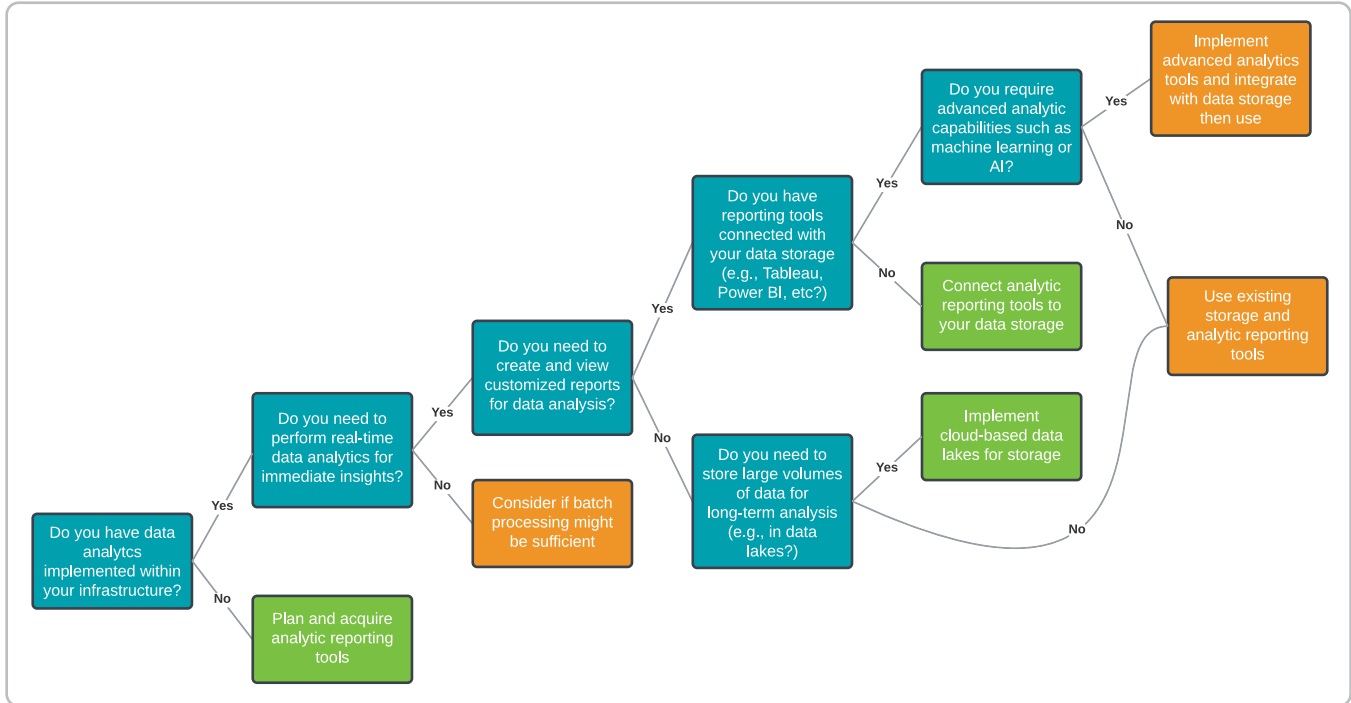 Do you have data
analytcs
implemented within
your infrastructure?
Yes
No
Do you need to
perform real-time
data analytics for
immediate insights?
Plan and acquire
analytic reporting
tools
Yes
No
Do you need to
create and view
customized reports
for data analysis?
Consider if batch
processing might
be sufficient
Yes
No
Do you have
reporting tools
connected with
your data storage
(e.g., Tableau,
Power BI, etc?)
Do you need to
store large volumes
of data for
long-term analysis
(e.g., in data
lakes?)
Yes
No
Yes
No
Do you require
advanced analytic
capabilities such as
machine learning or
AI?
Connect analytic
reporting tools to
your data storage
Implement
cloud-based data
lakes for storage
Yes
No
Implement
advanced analytics
tools and integrate
with data storage
then use
Use existing
storage and
analytic reporting
tools